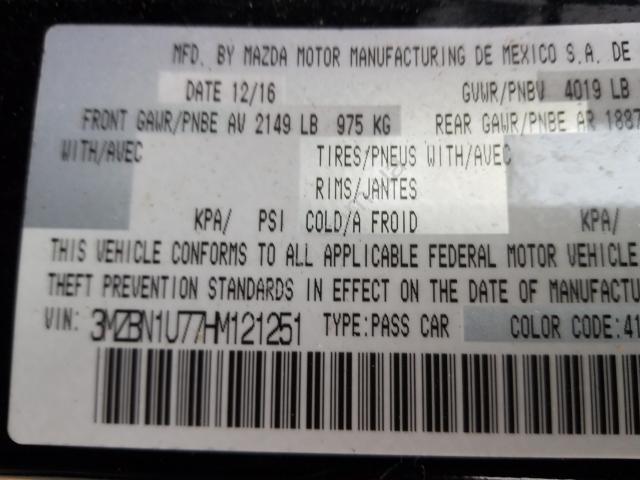 MFD. BY MAZDA MOTOR MANUFACTURING DE MEXICO S.A. DE
DATE 12/16 GVWR/PNBV 4019 LB
FRONT GAWR/PNBE AV 2149 LB 975 KG REAR GAWR/PNBE AR 1887
WITH/AVEC TIRES/PNEUS WITH/AVEC
RIMS/JANTES
KPA/ PSI COLD/A FROID KPA/
THIS VEHICLE CONFORMS TO ALL APPLICABLE FEDERAL MOTOR VEHICLE
THEFT PREVENTION STANDARDS IN EFFECT ON THE DATE OF MANUFACTU
VIN: 3MZBN1U77HM121251 TYPE:PASS CAR COLOR CODE:41